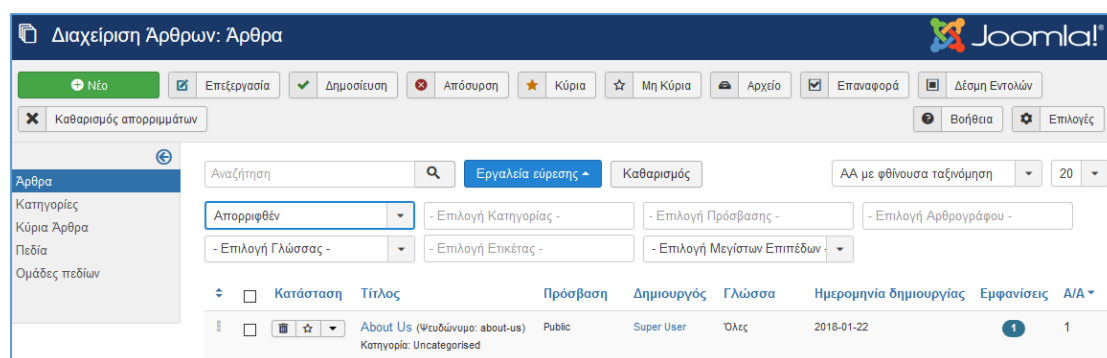 Διαχείριση Άρθρων: Άρθρα Joomla!
Νέο Επεξεργασία Δημοσίευση Απόσυρση Κύρια Μη Κύρια Αρχείο Επαναφορά Δέσμη Εντολών
Καθαρισμός απορριμμάτων Βοήθεια Επιλογές
Άρθρα
Κατηγορίες
Κύρια Άρθρα
Πεδία
Ομάδες πεδίων
Αναζήτηση Εργαλεία εύρεσης Καθαρισμός ΑΑ με φθίνουσα ταξινόμηση 20
Απορριφθέν - Επιλογή Κατηγορίας - - Επιλογή Πρόσβασης - - Επιλογή Αρθρογράφου -
- Επιλογή Γλώσσας - - Επιλογή Ετικέτας - - Επιλογή Μεγίστων Επιπέδων -
Κατάσταση Τίτλος Πρόσβαση Δημιουργός Γλώσσα Ημερομηνία δημιουργίας Εμφανίσεις Α/Α
About Us (Ψευδώνυμο: about-us) Public Super User Όλες 2018-01-22 1 1
Κατηγορία: Uncategorised